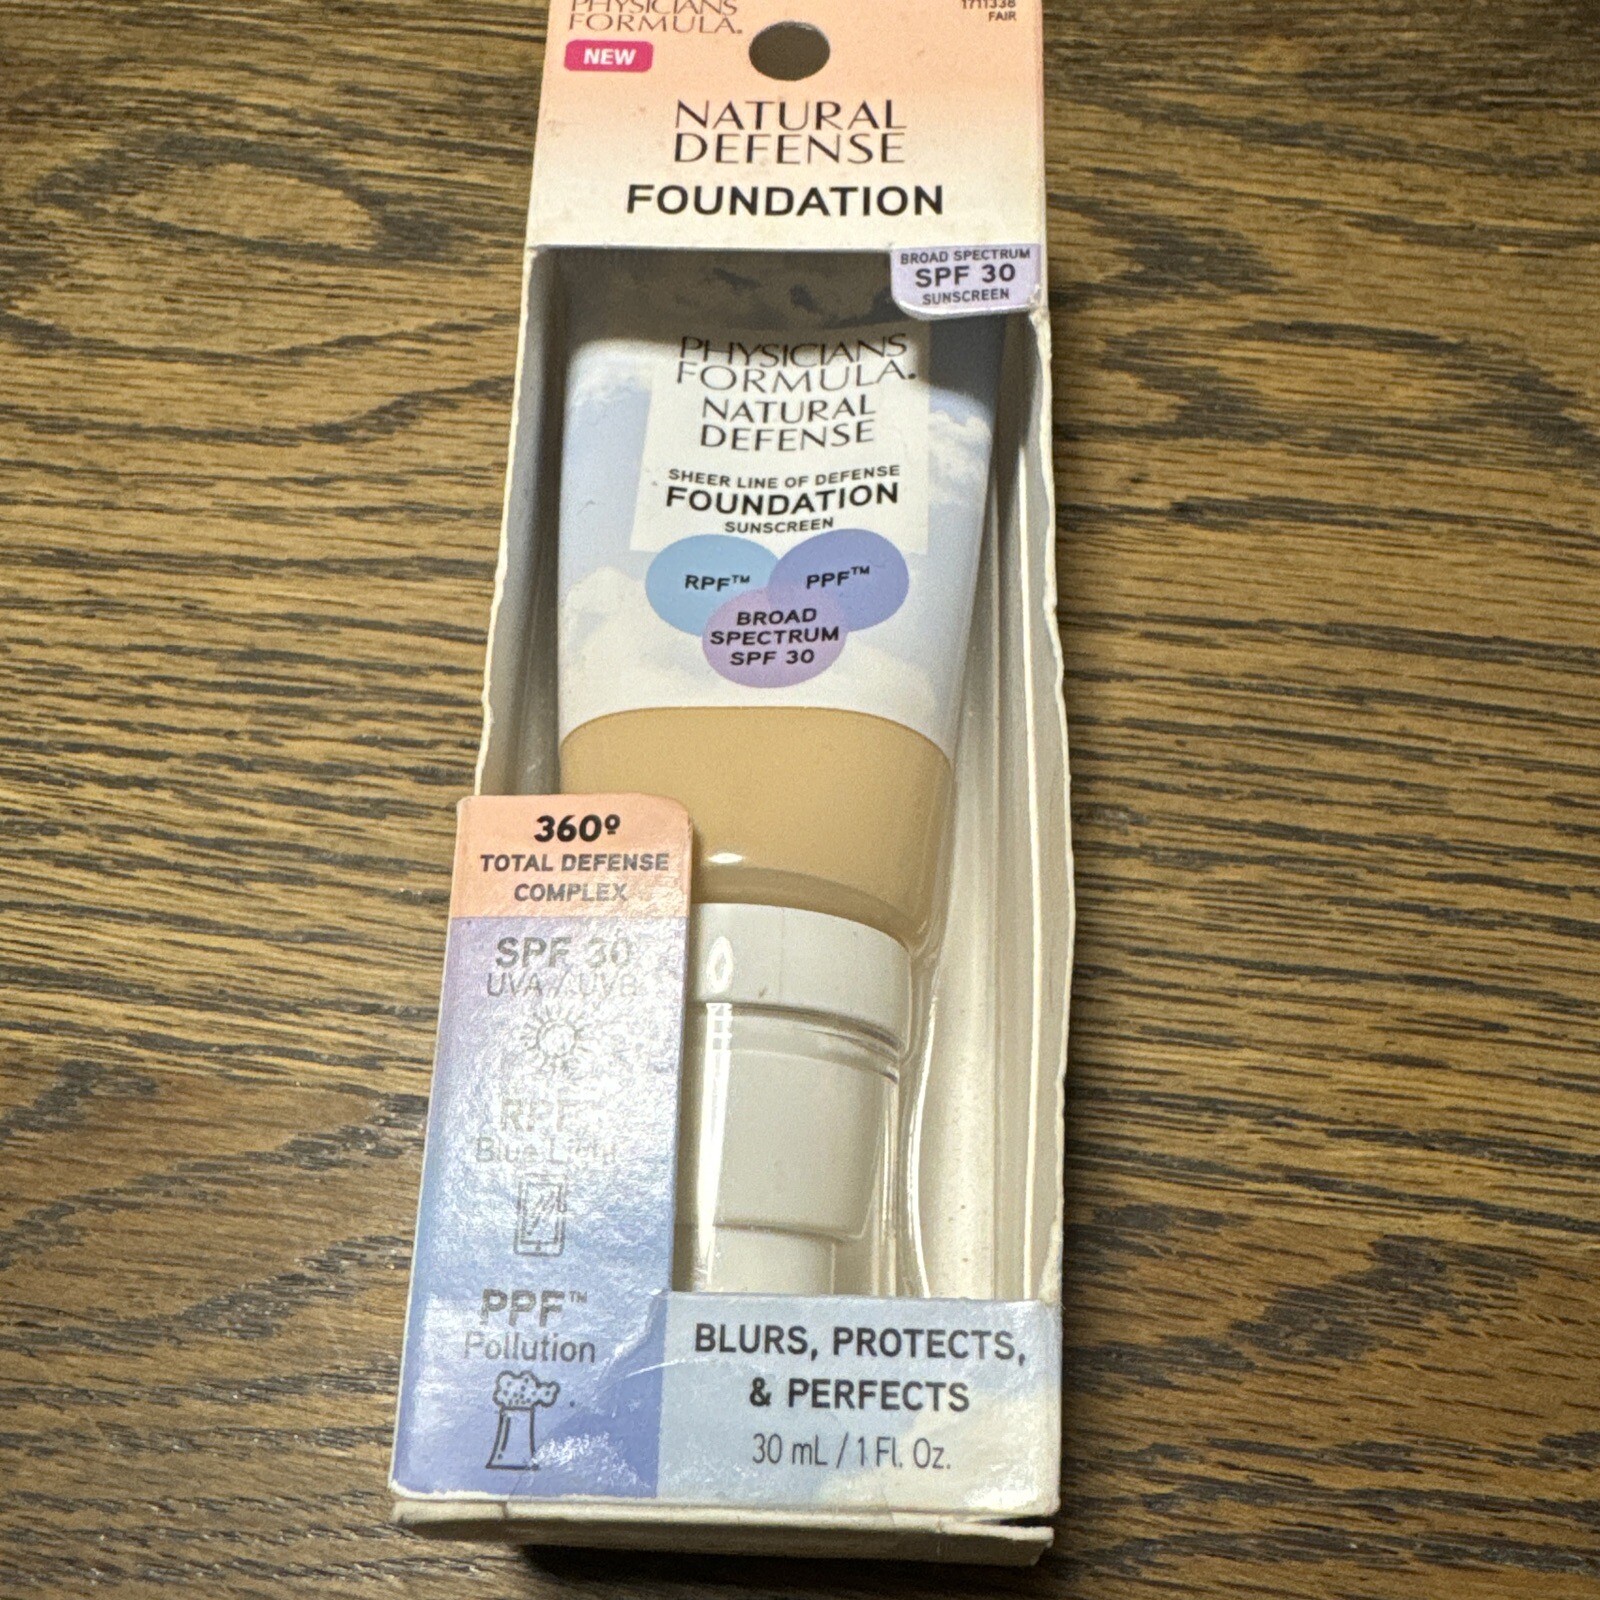 PHYSICIANS
FORMULA®
1711338
FAIR
NEW
NATURAL
DEFENSE
FOUNDATION
BROAD SPECTRUM
SPF 30
SUNSCREEN
PHYSICIANS
FORMULA®
NATURAL
DEFENSE
SHEER LINE OF DEFENSE
FOUNDATION
SUNSCREEN
RPF™ PPF™
BROAD
SPECTRUM
SPF 30
360º
TOTAL DEFENSE
COMPLEX
SPF 30
UVA / UVB
RPF™
Blue Light
PPF™
Pollution
BLURS, PROTECTS,
& PERFECTS
30 mL / 1 Fl. Oz.